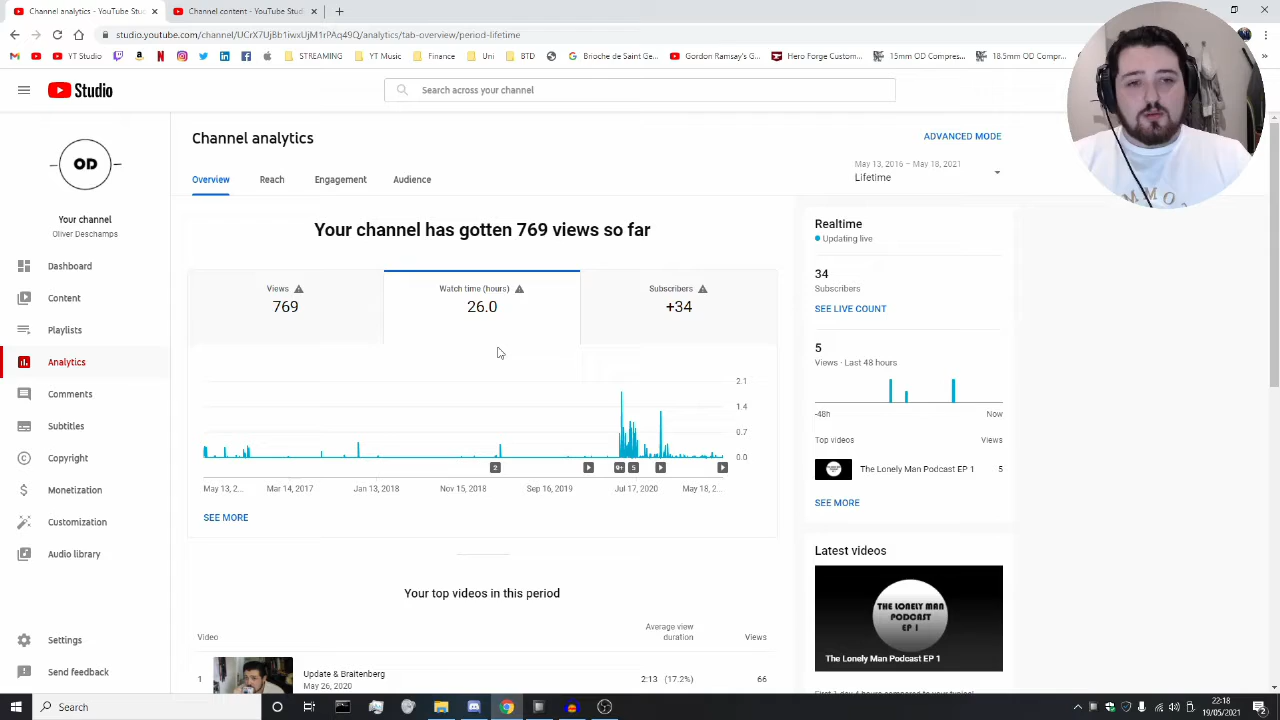 Channel analytics - YouTube Stu
Channel dashboard - YouTube Stu
studio.youtube.com/channel/UCrX7UjBb1iwxUjM1rPAq49Q/analytics/tab-overview/period-lifetime
STREAMING
YT Music
Finance
Uni
BTD
Brioche de Saint Ge...
Gordon Ramsay's G...
Hero Forge Custom...
15mm OD Compres...
18.5mm OD Com...
Studio
Search across your channel
OD
Your channel
Oliver Deschamps
Dashboard
Content
Playlists
Analytics
Comments
Subtitles
Copyright
Monetization
Customization
Audio library
Settings
Send feedback
Channel analytics
ADVANCED MODE
May 13, 2016 – May 18, 2021
Lifetime
Overview
Reach
Engagement
Audience
Your channel has gotten 769 views so far
Views
769
Watch time (hours)
26.0
Subscribers
+34
2.1
1.4
0.7
0.0
2
9+
5
May 13, 2...
Mar 14, 2017
Jan 13, 2018
Nov 15, 2018
Sep 16, 2019
Jul 17, 2020
May 18, 2...
SEE MORE
Your top videos in this period
Video
Average view
duration
Views
1
Update & Braitenberg
May 26, 2020
2:13 (17.2%)
66
Realtime
Updating live
34
Subscribers
SEE LIVE COUNT
5
Views · Last 48 hours
-48h
Now
Top videos
Views
The Lonely Man Podcast EP 1
5
SEE MORE
Latest videos
THE LONELY MAN
PODCAST
EP 1
The Lonely Man Podcast EP 1
Search
22:18
19/05/2021